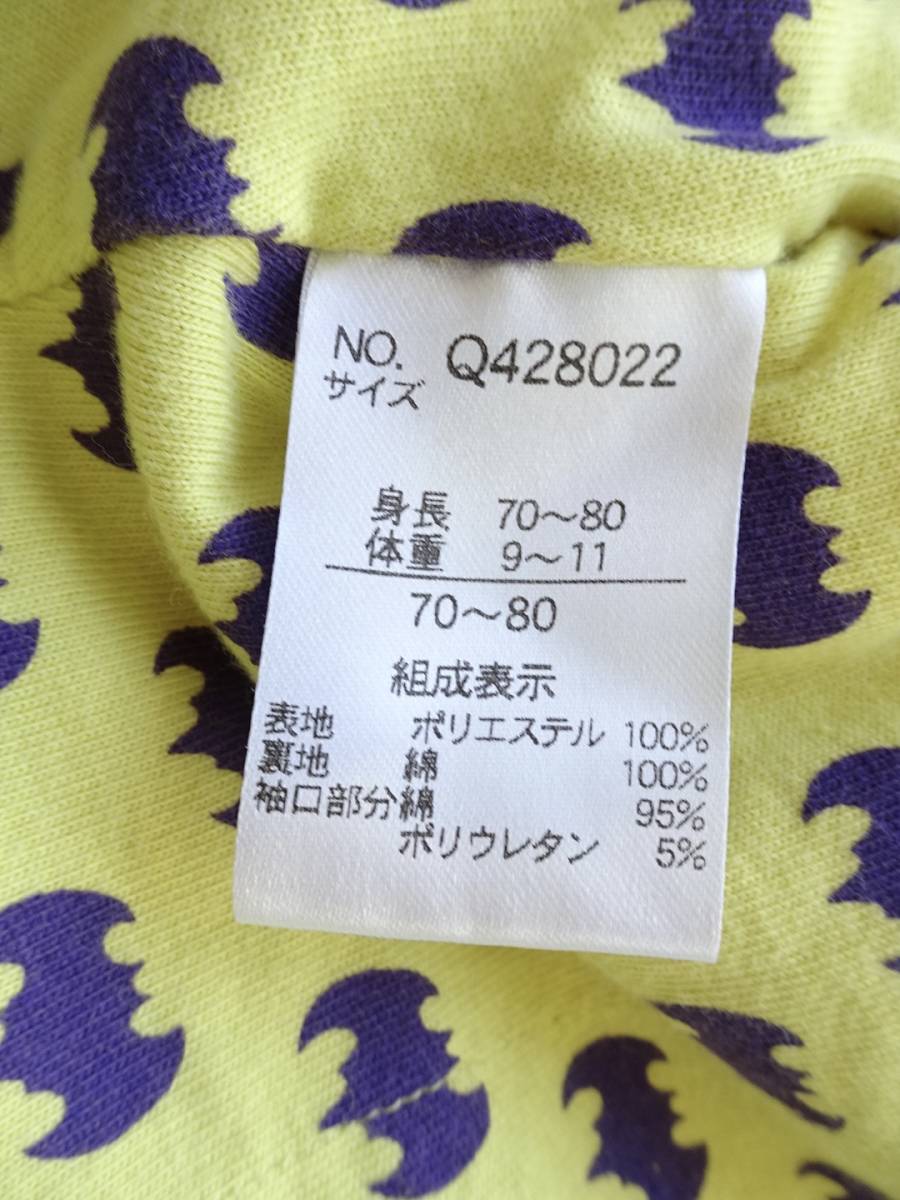 NO. Q428022
サイズ
身長 70～80
体重 9～11
70～80
組成表示
表地 ポリエステル 100%
裏地 綿 100%
袖口部分綿 95%
ポリウレタン 5%